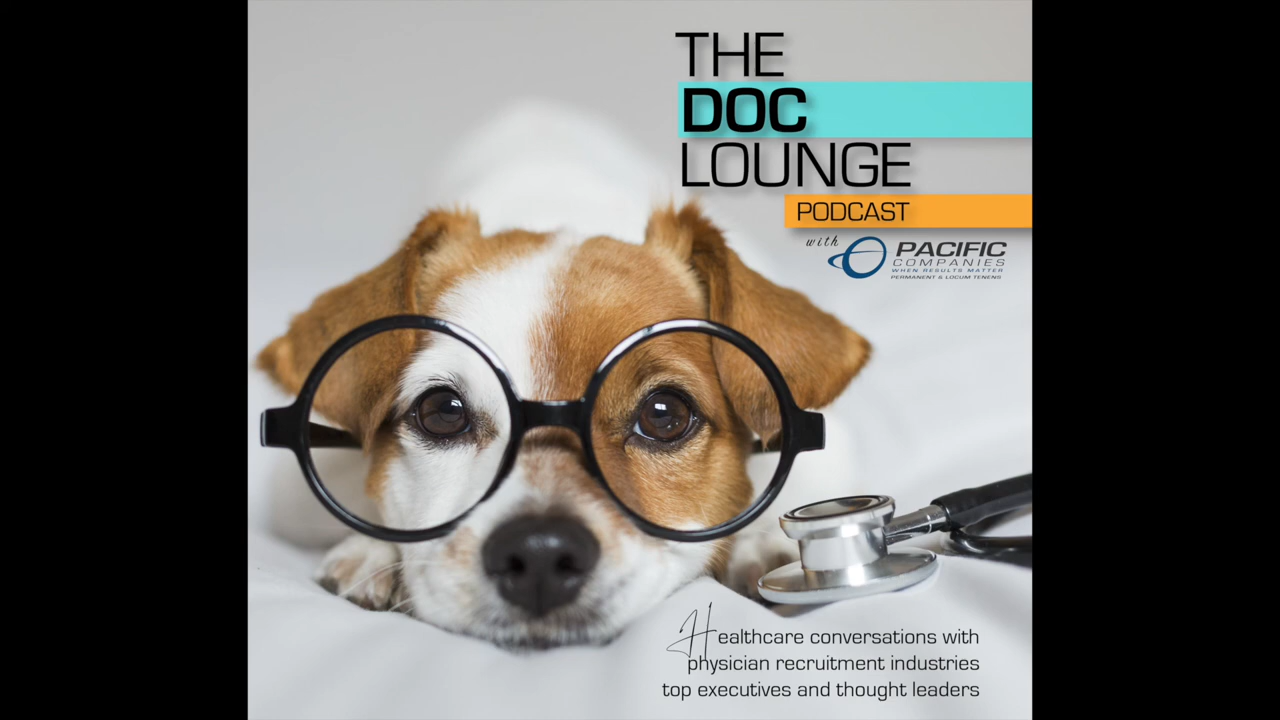 THE
DOC
LOUNGE
PODCAST
with
PACIFIC
COMPANIES
WHEN RESULTS MATTER
PERMANENT & LOCUM TENENS
Healthcare conversations with
physician recruitment industries
top executives and thought leaders